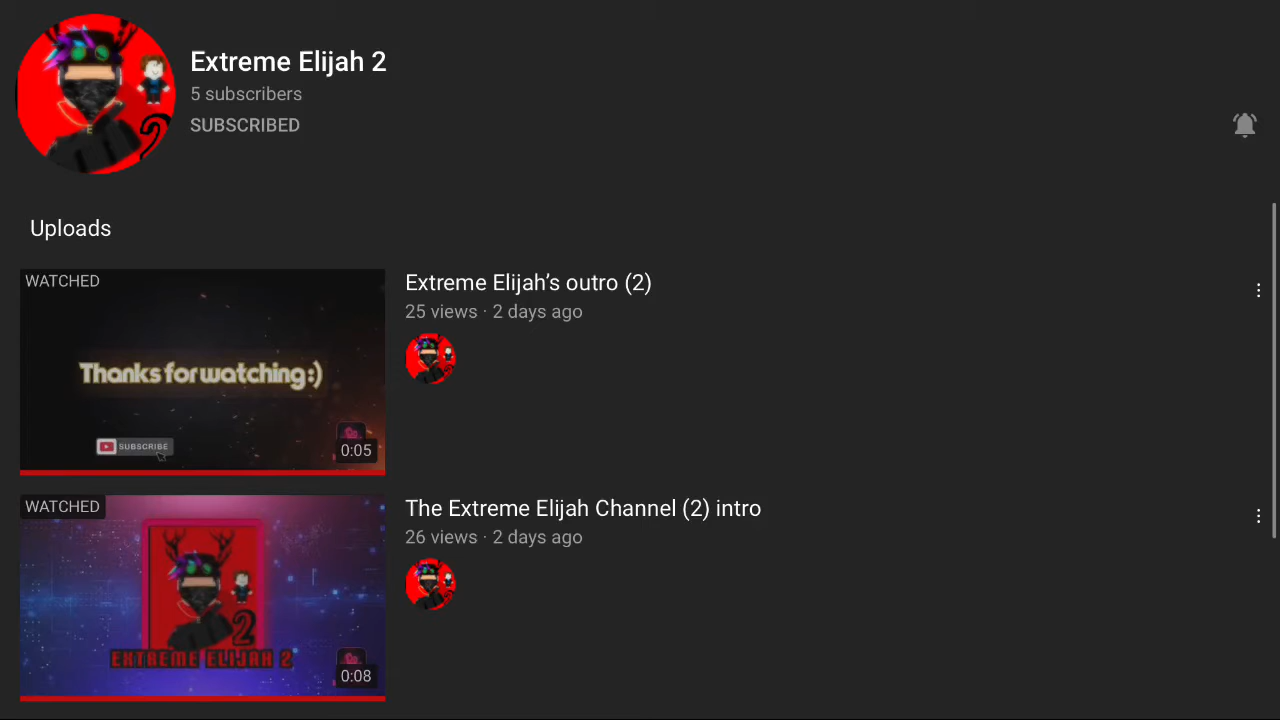 Extreme Elijah 2
5 subscribers
SUBSCRIBED
2
Uploads
WATCHED
Thanks for watching :)
SUBSCRIBE
0:05
Extreme Elijah’s outro (2)
25 views · 2 days ago
WATCHED
2
EXTREME ELIJAH 2
0:08
The Extreme Elijah Channel (2) intro
26 views · 2 days ago